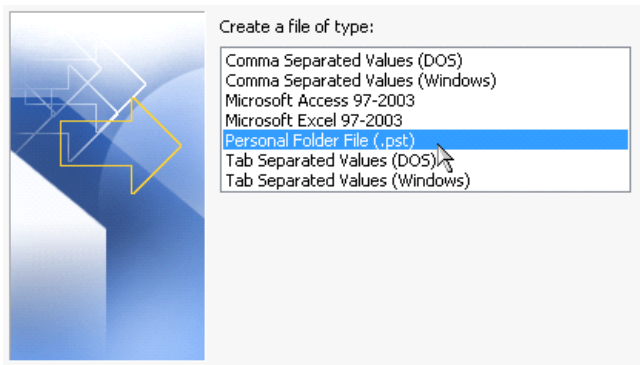 Create a file of type:
Comma Separated Values (DOS)
Comma Separated Values (Windows)
Microsoft Access 97-2003
Microsoft Excel 97-2003
Personal Folder File (.pst)
Tab Separated Values (DOS)
Tab Separated Values (Windows)